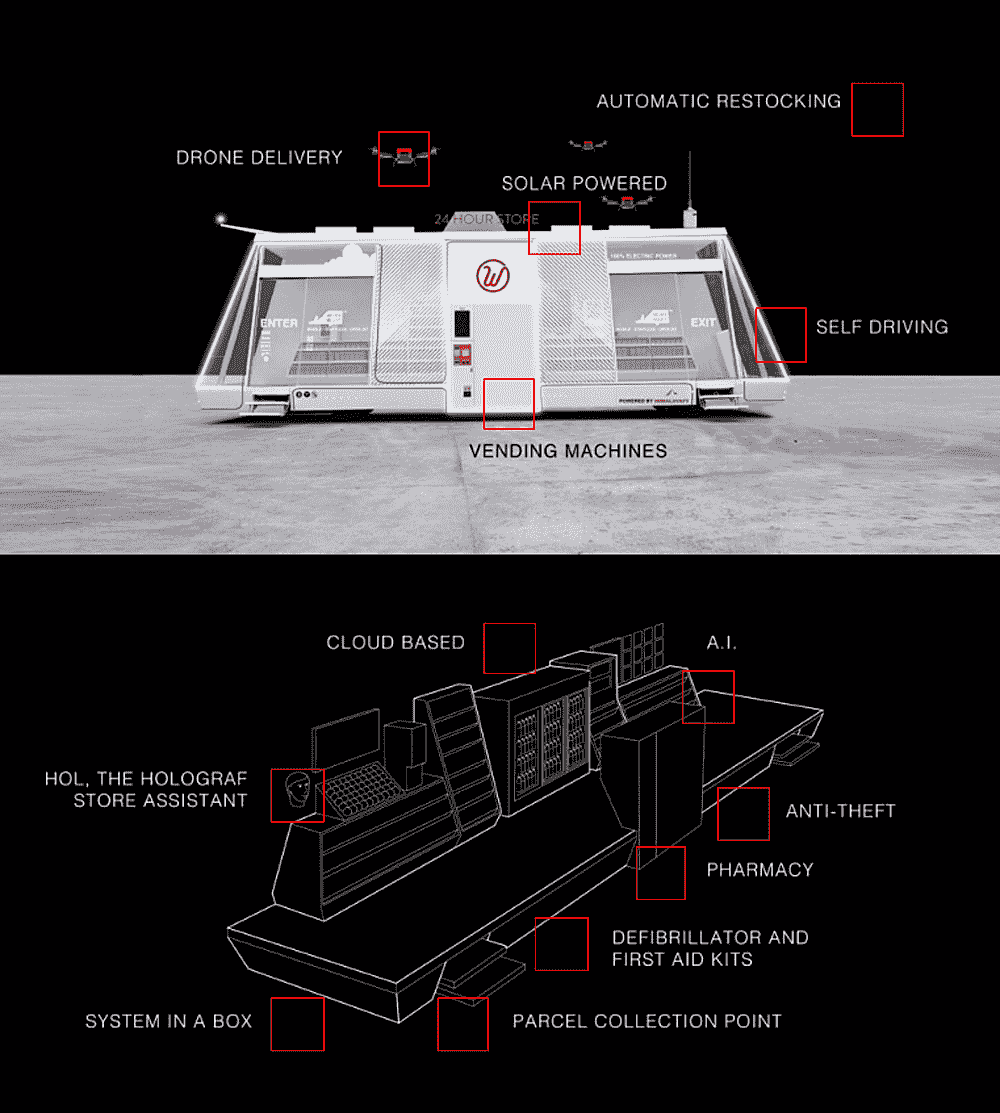 AUTOMATIC RESTOCKING
DRONE DELIVERY
SOLAR POWERED
24 HOUR STORE
W
100% ELECTRIC POWER
ENTER
EXIT
SELF DRIVING
POWERED BY
VENDING MACHINES
CLOUD BASED
A.I.
HOL, THE HOLOGRAF
STORE ASSISTANT
ANTI-THEFT
PHARMACY
DEFIBRILLATOR AND
FIRST AID KITS
SYSTEM IN A BOX
PARCEL COLLECTION POINT